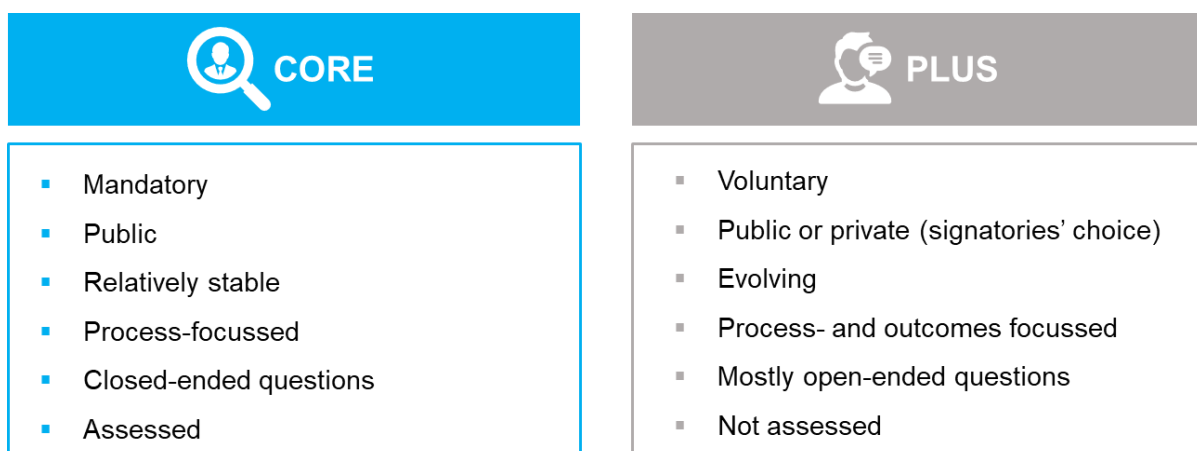 CORE
Mandatory
Public
Relatively stable
Process-focussed
Closed-ended questions
Assessed
PLUS
Voluntary
Public or private (signatories’ choice)
Evolving
Process- and outcomes focussed
Mostly open-ended questions
Not assessed